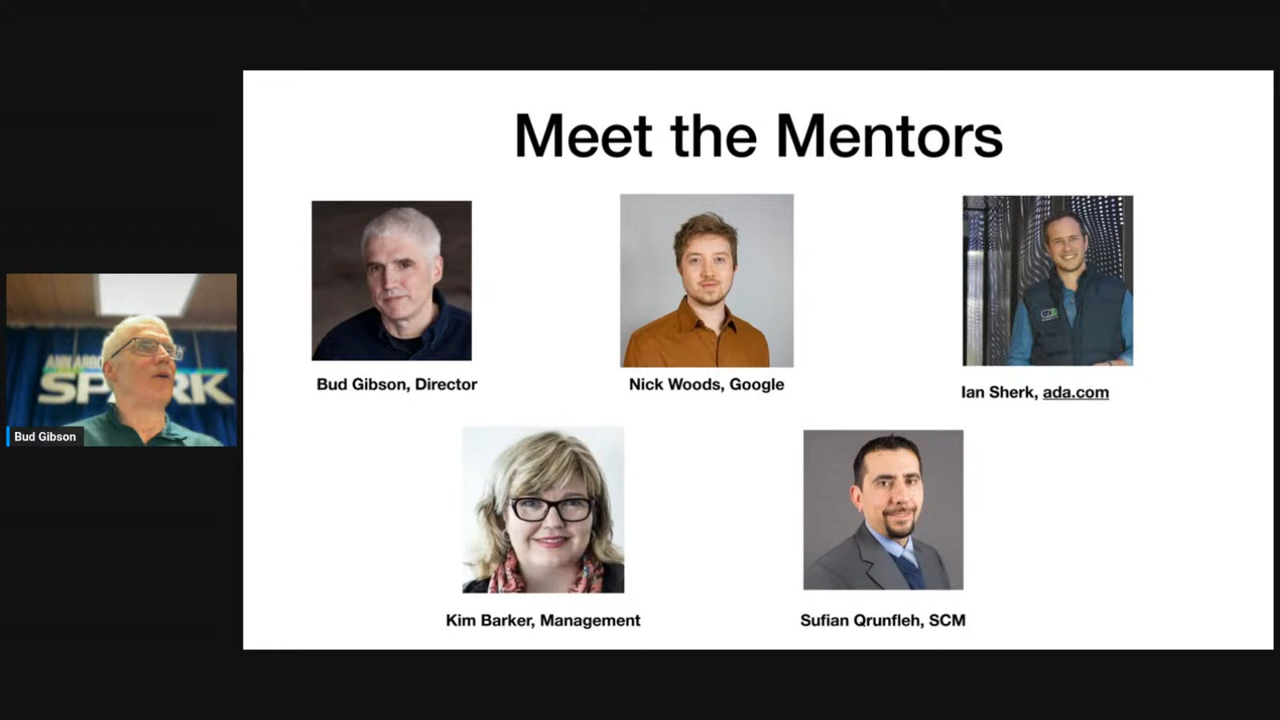 Meet the Mentors
Bud Gibson, Director
Nick Woods, Google
Ian Sherk, ada.com
ANN ARBO
SPARK
Bud Gibson
Kim Barker, Management
Sufian Qrunfleh, SCM